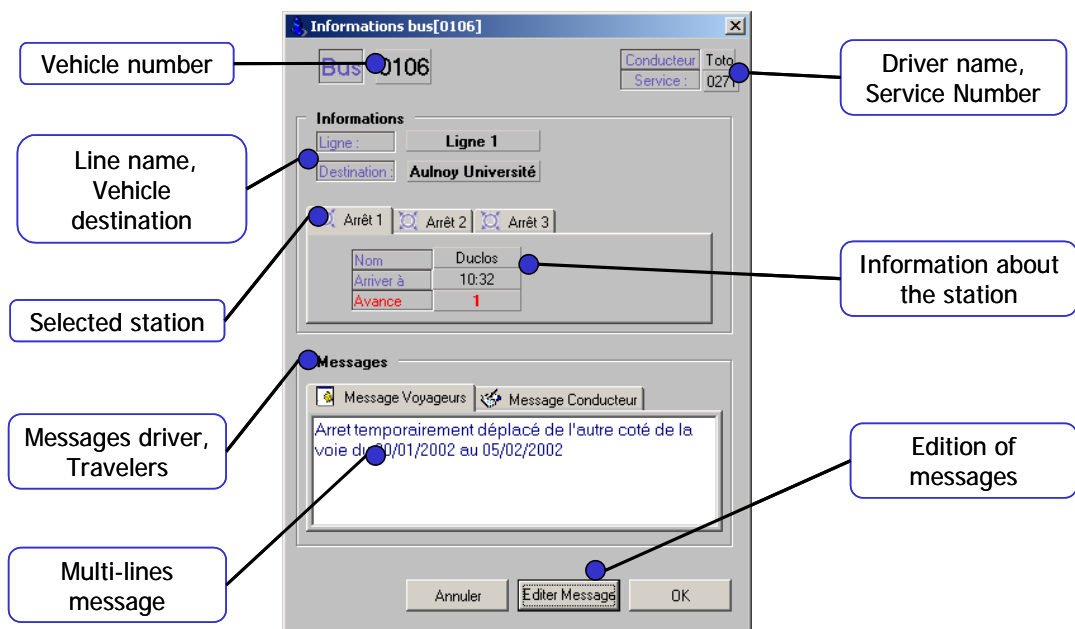 Informations bus[0106]
Vehicle number
Bus 0106
Conducteur Toto
Service : 0271
Driver name,
Service Number
Informations
Ligne : Ligne 1
Destination : Aulnoy Université
Line name,
Vehicle
destination
Arrêt 1 Arrêt 2 Arrêt 3
Nom Duclos
Arriver à 10:32
Avance 1
Information about
the station
Selected station
Messages
Message Voyageurs Message Conducteur
Arret temporairement déplacé de l'autre coté de la
voie du /01/2002 au 05/02/2002
Messages driver,
Travelers
Edition of
messages
Multi-lines
message
Annuler Editer Message OK